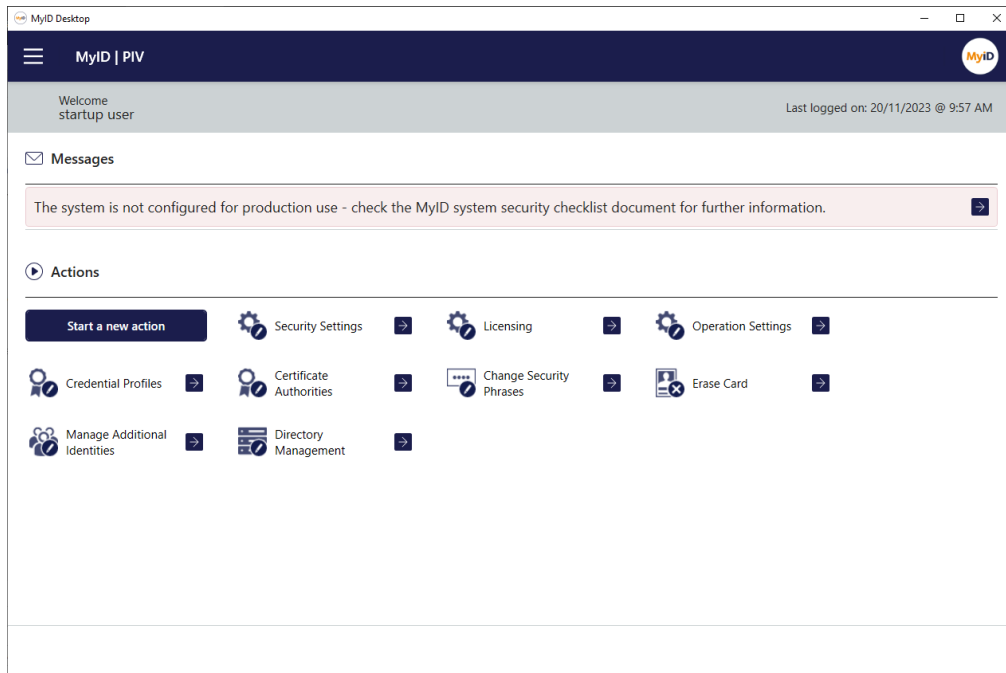 MyID Desktop
MyID | PIV
MyiD
Welcome
startup user
Last logged on: 20/11/2023 @ 9:57 AM
Messages
The system is not configured for production use - check the MyID system security checklist document for further information.
Actions
Start a new action
Security Settings
Licensing
Operation Settings
Credential Profiles
Certificate
Authorities
Change Security
Phrases
Erase Card
Manage Additional
Identities
Directory
Management